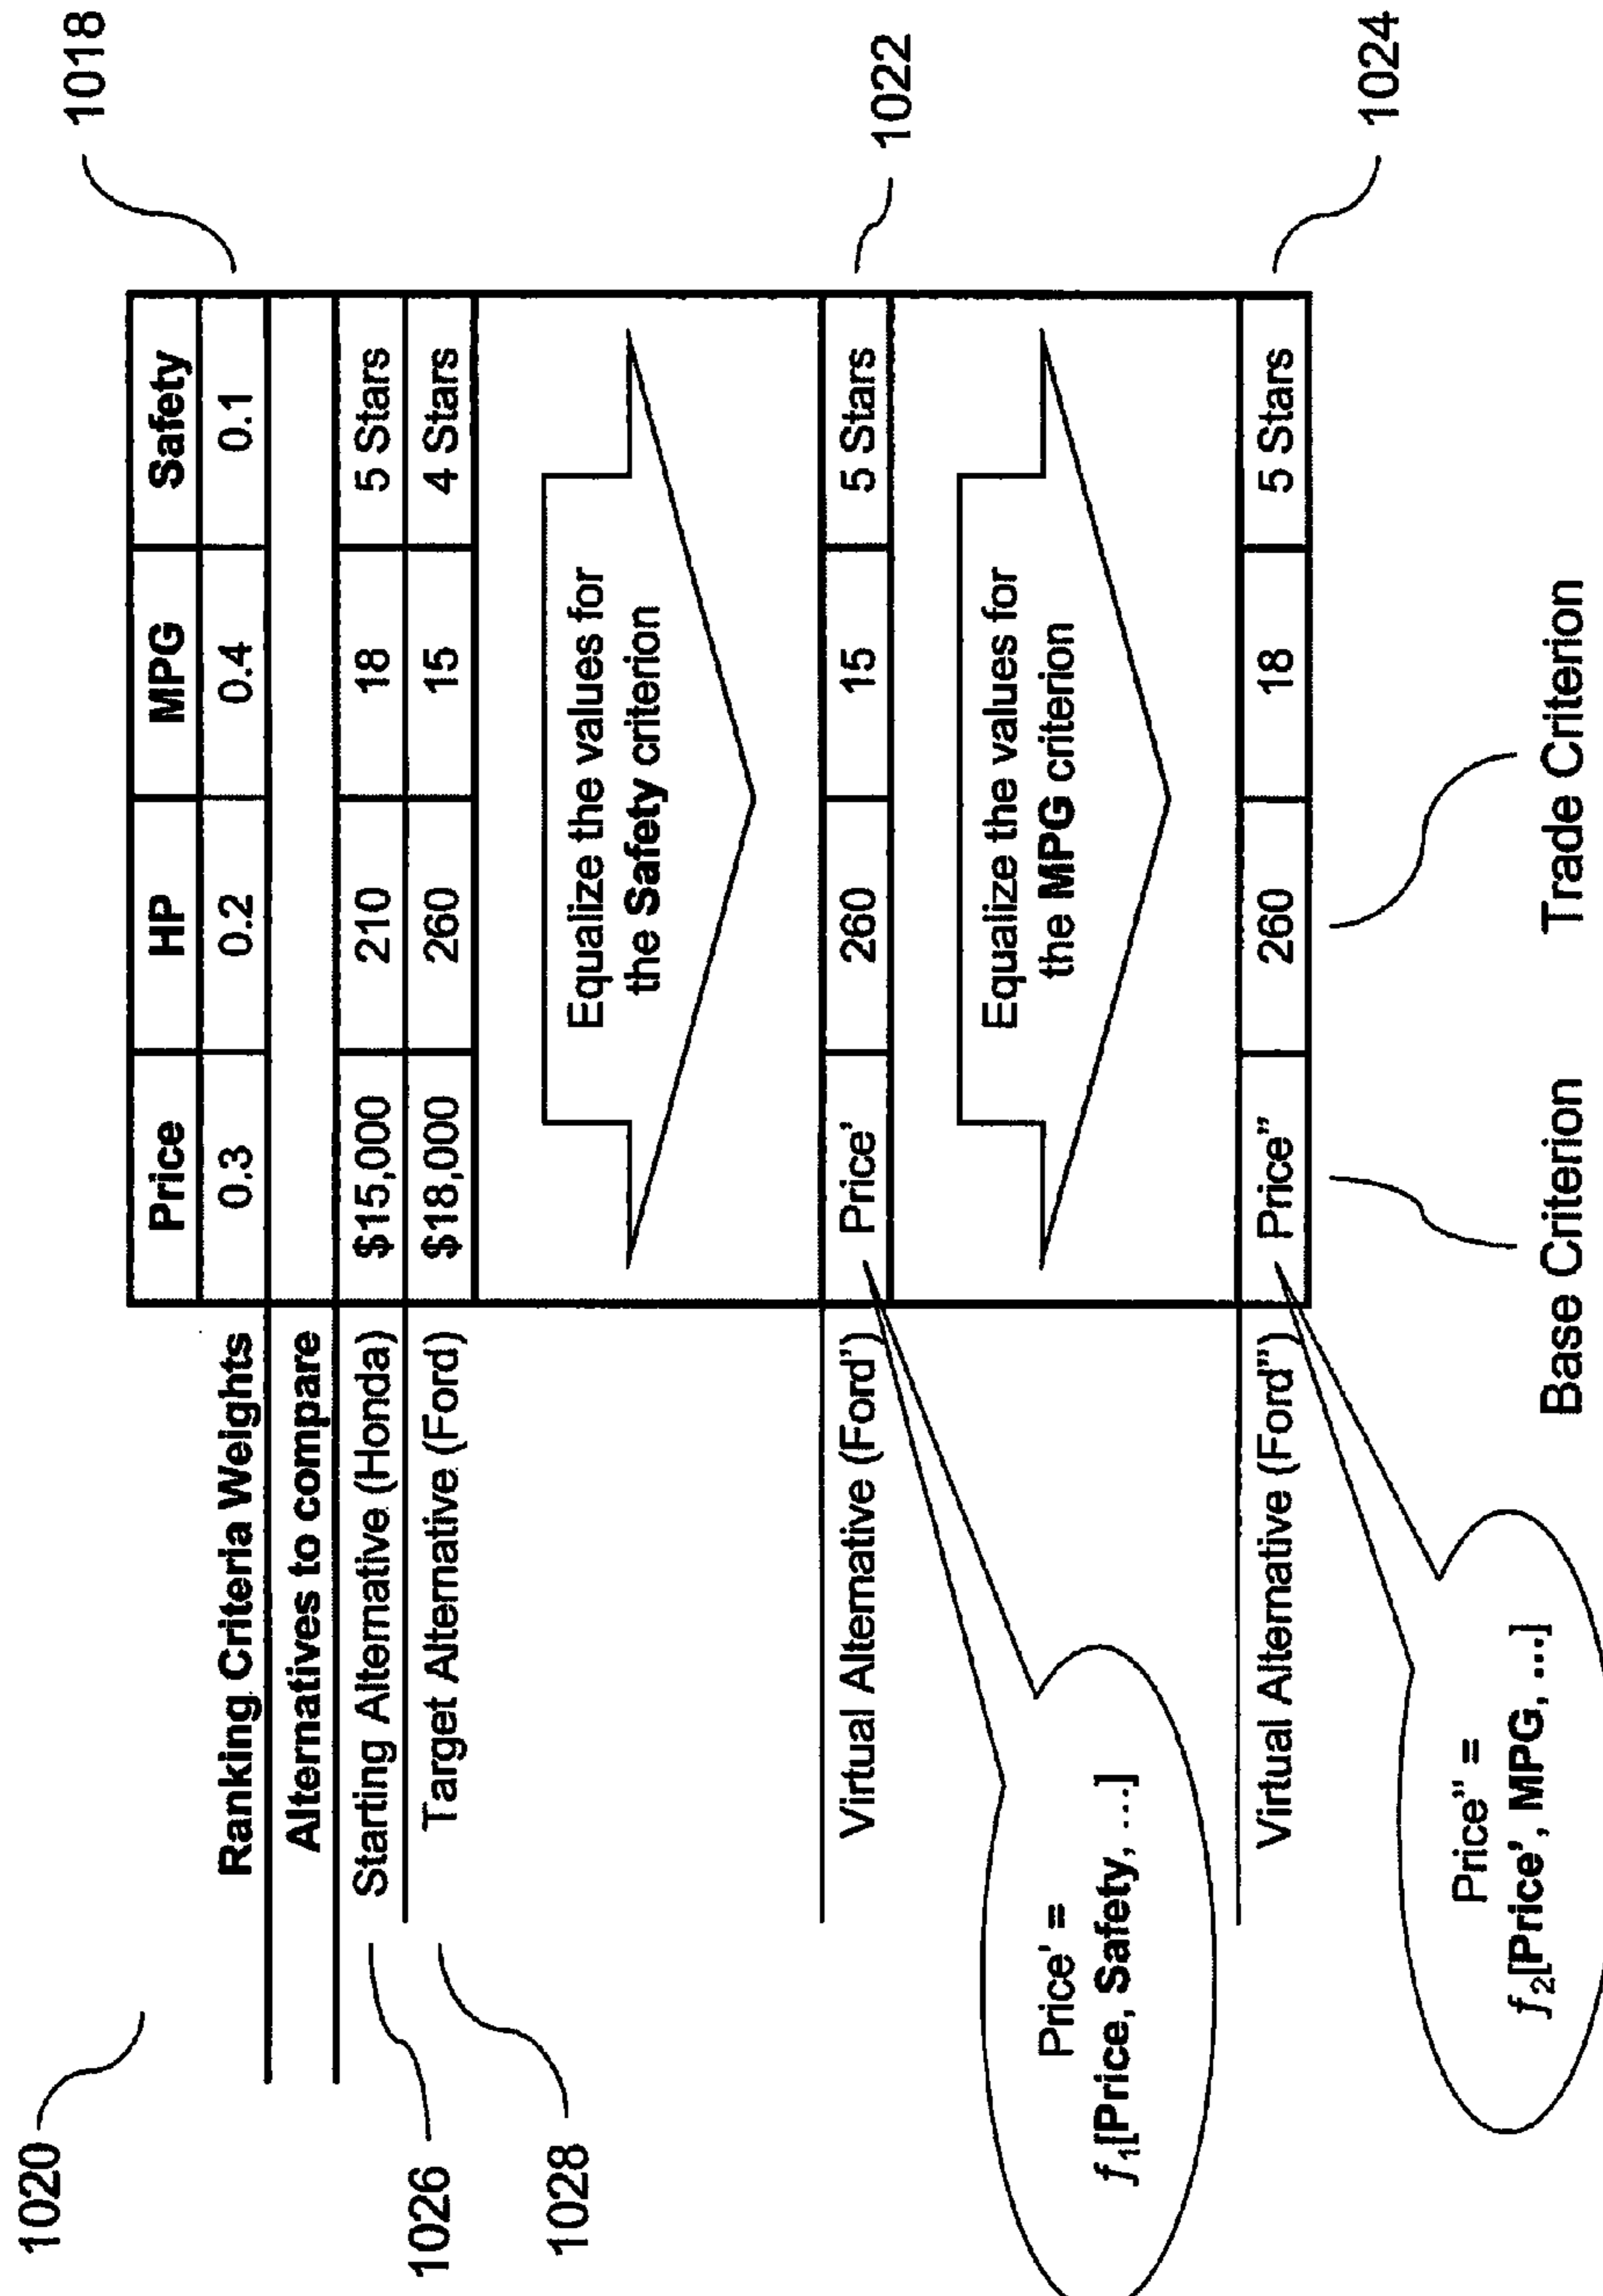 1020
1018
Price HP MPG Safety
Ranking Criteria Weights 0.3 0.2 0.4 0.1
Alternatives to compare
1026 Starting Alternative (Honda) $15,000 210 18 5 Stars
1028 Target Alternative (Ford) $18,000 260 15 4 Stars
Equalize the values for
the Safety criterion
Virtual Alternative (Ford') Price' 260 15 5 Stars 1022
Price' =
f₁[Price, Safety, ...]
Equalize the values for
the MPG criterion
Virtual Alternative (Ford") Price" 260 18 5 Stars 1024
Price" =
f₂[Price', MPG, ...]
Base Criterion Trade Criterion